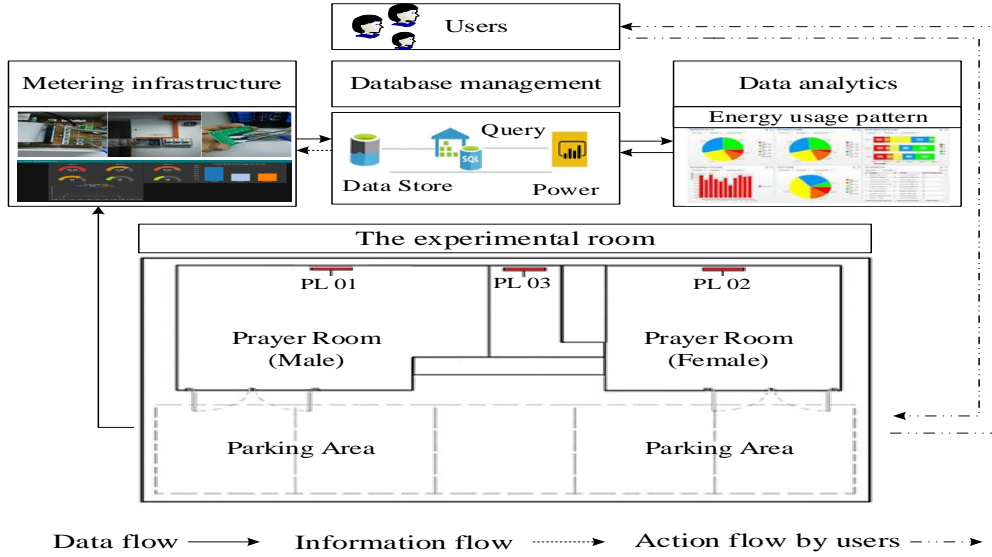 Users
Metering infrastructure
Database management
Data analytics
Energy usage pattern
Query
SQL
Data Store
Power
The experimental room
PL 01
PL 03
PL 02
Prayer Room
(Male)
Prayer Room
(Female)
Parking Area
Parking Area
Data flow
Information flow
Action flow by users